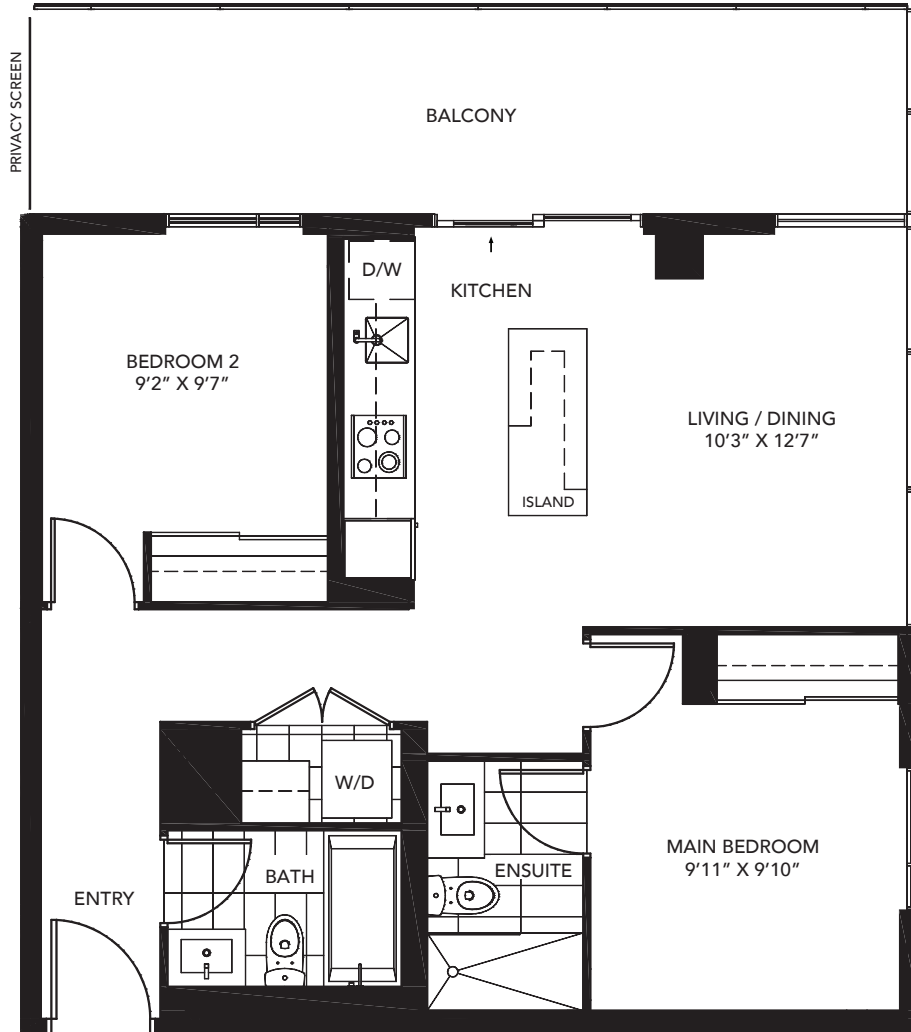 PRIVACY SCREEN
BALCONY
D/W
KITCHEN
BEDROOM 2
9’2” X 9’7”
LIVING / DINING
10’3” X 12’7”
ISLAND
W/D
MAIN BEDROOM
9’11” X 9’10”
BATH
ENSUITE
ENTRY